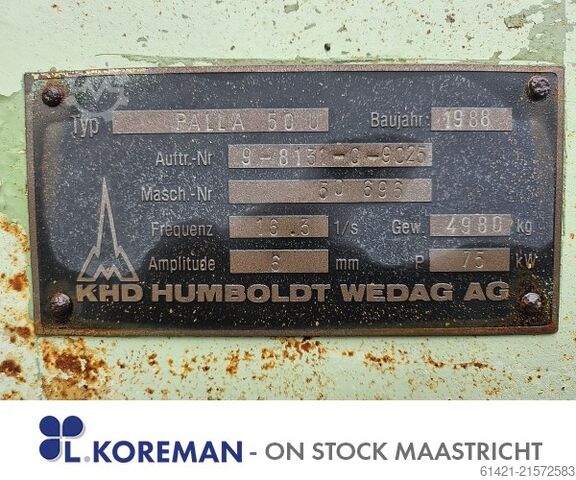 Typ PALLA 50 U Baujahr: 1988
Auftr.-Nr 9-8131-0-9025
Masch.-Nr 50 696
Frequenz 16.3 1/s Gew. 4980 kg
Amplitude 6 mm P 75 kW
KHD HUMBOLDT WEDAG AG
L.KOREMAN - ON STOCK MAASTRICHT
61421-21572583